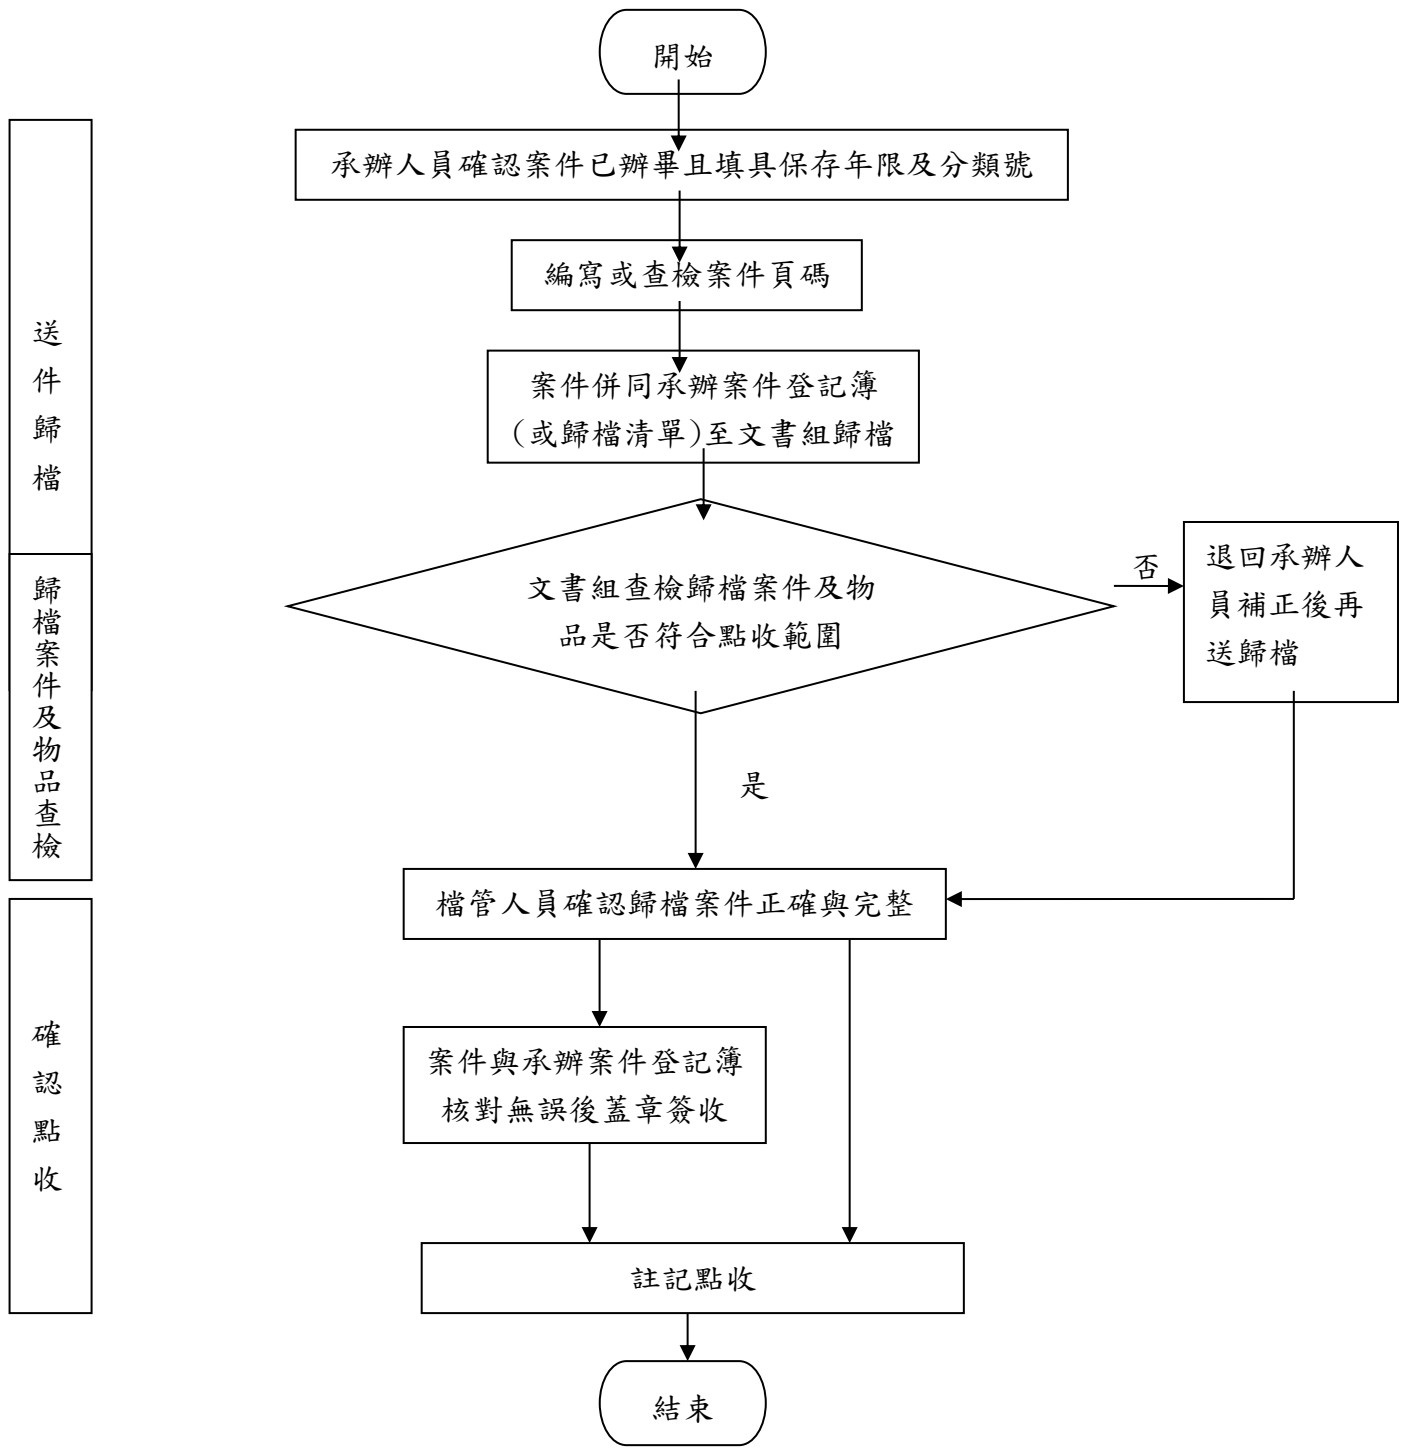 開始
承辦人員確認案件已辦畢且填具保存年限及分類號
編寫或查檢案件頁碼
送件歸檔
案件併同承辦案件登記簿
(或歸檔清單)至文書組歸檔
歸檔案件及物品查檢
文書組查檢歸檔案件及物
品是否符合點收範圍
否
退回承辦人
員補正後再
送歸檔
是
檔管人員確認歸檔案件正確與完整
確認點收
案件與承辦案件登記簿
核對無誤後蓋章簽收
註記點收
結束